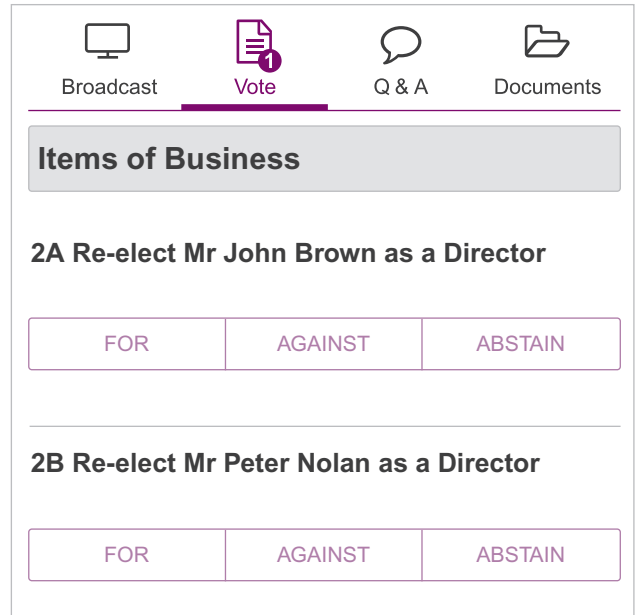 1
Broadcast Vote Q & A Documents
Items of Business
2A Re-elect Mr John Brown as a Director
FOR AGAINST ABSTAIN
2B Re-elect Mr Peter Nolan as a Director
FOR AGAINST ABSTAIN